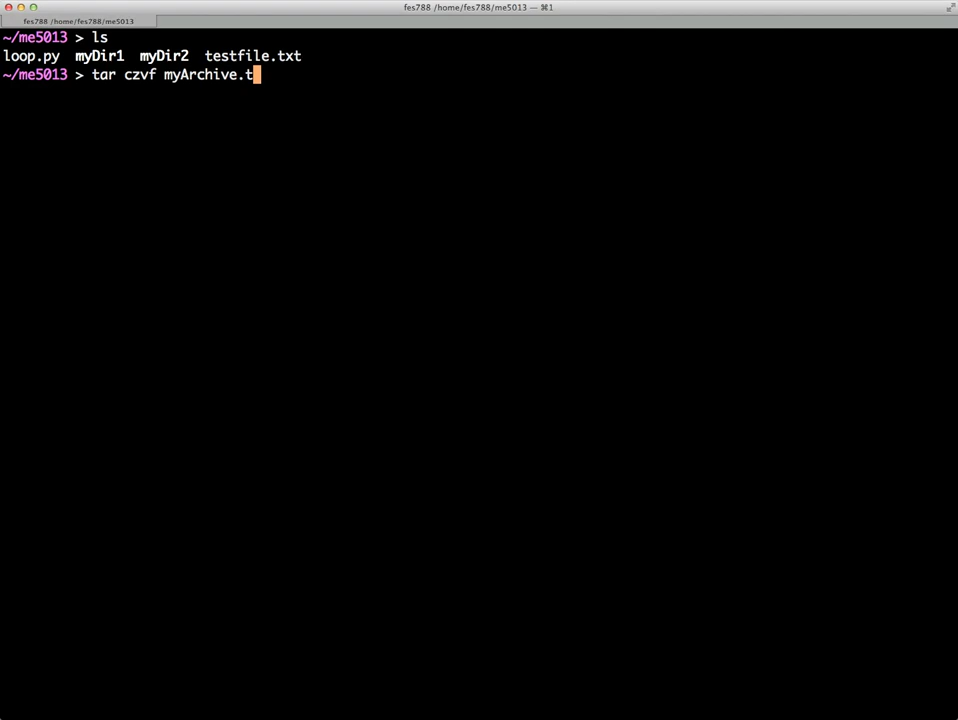 fes788 /home/fes788/me5013 — ⌘1
fes788 /home/fes788/me5013
~/me5013 > ls
loop.py  myDir1  myDir2  testfile.txt
~/me5013 > tar czvf myArchive.t